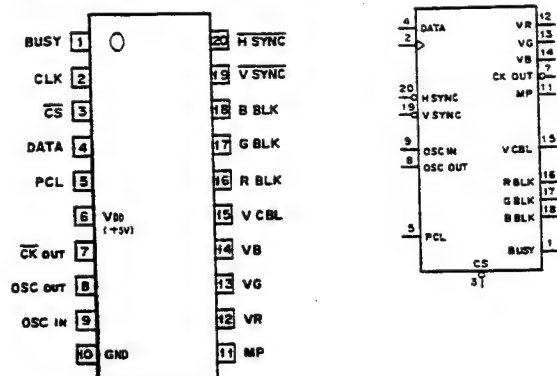 BUSY 1
CLK 2
CS 3
DATA 4
PCL 5
6 VDD
(+5V)
CK OUT 7
OSC OUT 8
OSC IN 9
10 GND
20 H SYNC
19 V SYNC
18 B BLK
17 G BLK
16 R BLK
15 V CBL
14 VB
13 VG
12 VR
11 MP
4 DATA
2
20 H SYNC
19 V SYNC
9 OSC IN
8 OSC OUT
5 PCL
CS
3
VR 12
VG 13
VB 14
CK OUT 7
MP 11
V CBL 15
R BLK 16
G BLK 17
B BLK 18
BUSY 1